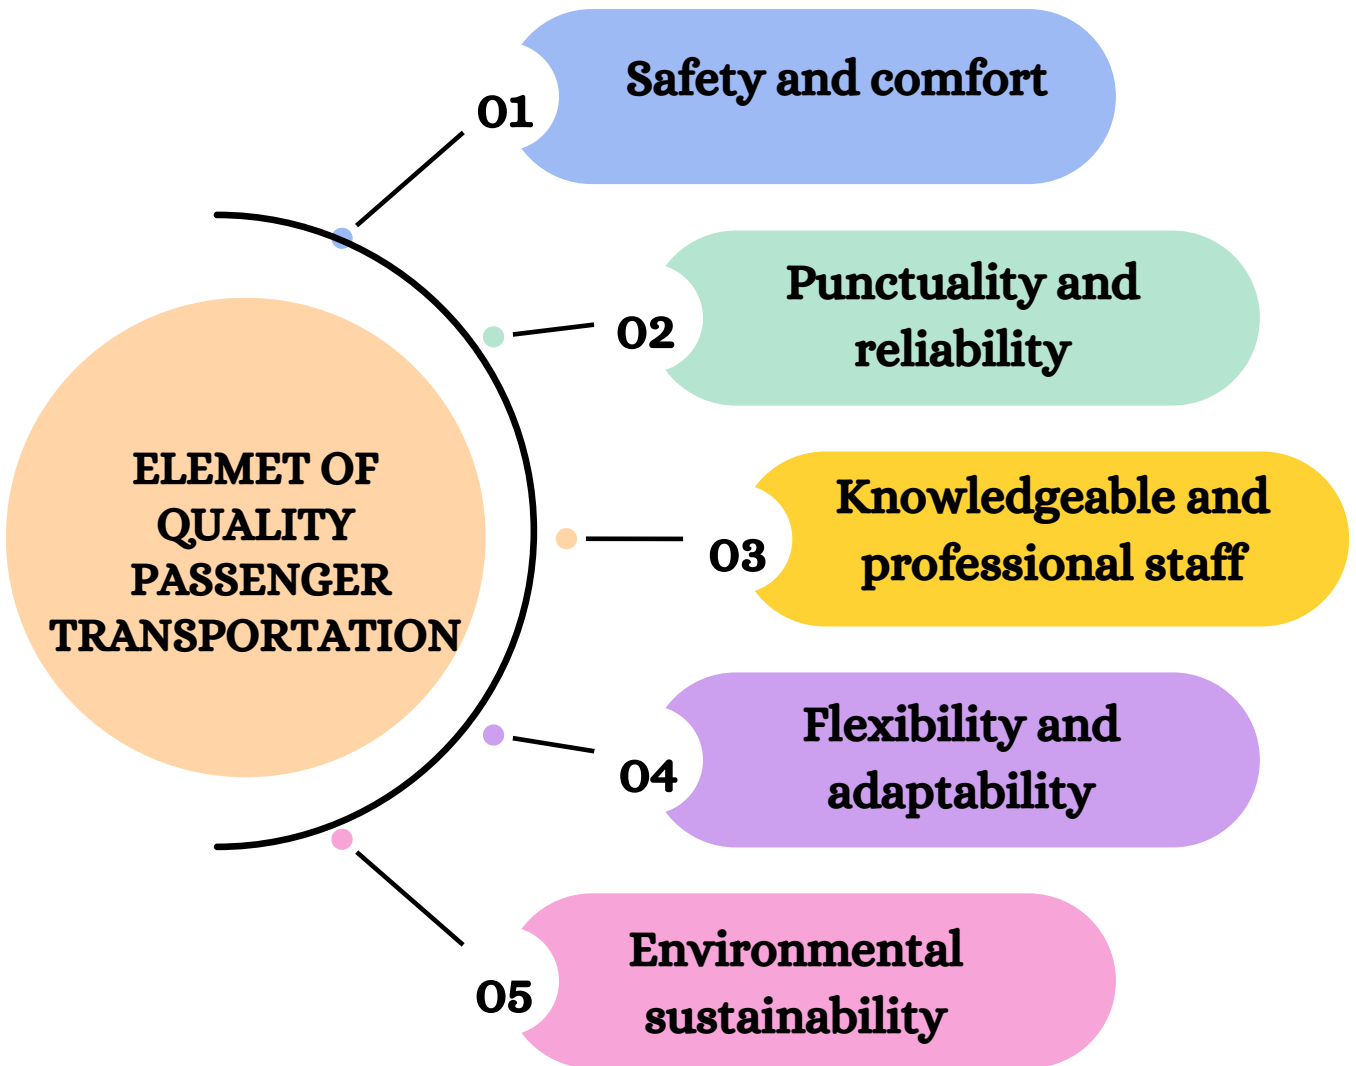 01
Safety and comfort
02
Punctuality and
reliability
ELEMET OF
QUALITY
PASSENGER
TRANSPORTATION
03
Knowledgeable and
professional staff
04
Flexibility and
adaptability
05
Environmental
sustainability